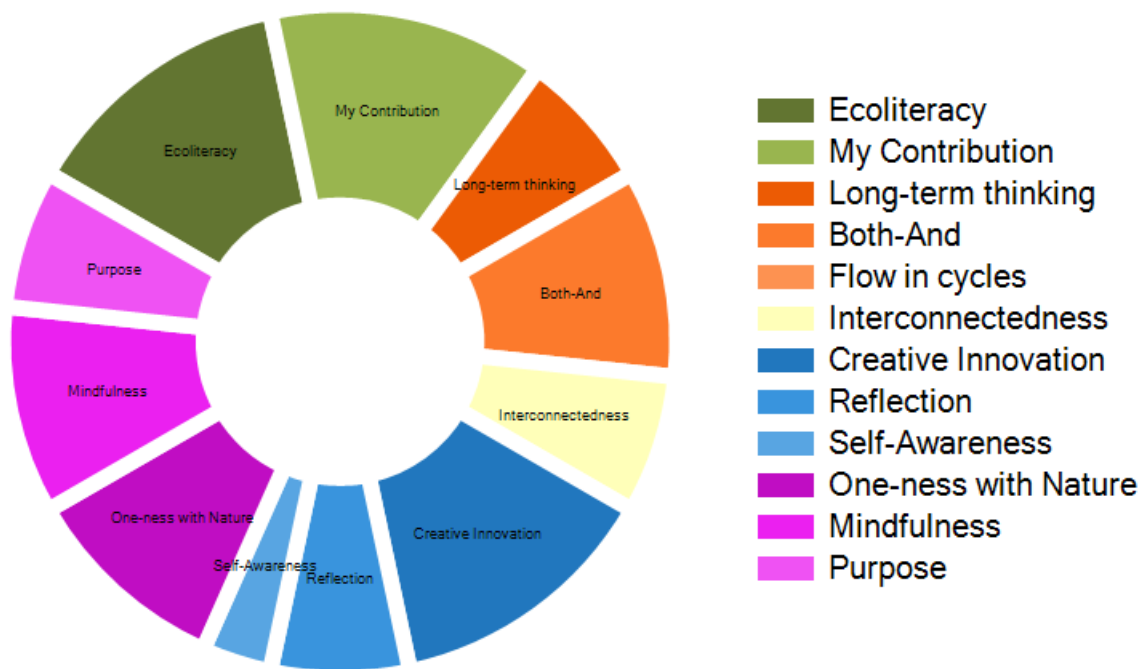 My Contribution
Ecoliteracy
Long-term thinking
Purpose
Both-And
Mindfulness
Interconnectedness
One-ness with Nature
Creative Innovation
Self-Awareness
Reflection
Ecoliteracy
My Contribution
Long-term thinking
Both-And
Flow in cycles
Interconnectedness
Creative Innovation
Reflection
Self-Awareness
One-ness with Nature
Mindfulness
Purpose